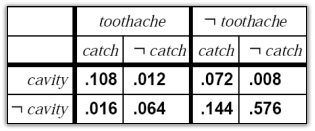 toothache ¬ toothache
catch ¬ catch catch ¬ catch
cavity .108 .012 .072 .008
¬ cavity .016 .064 .144 .576